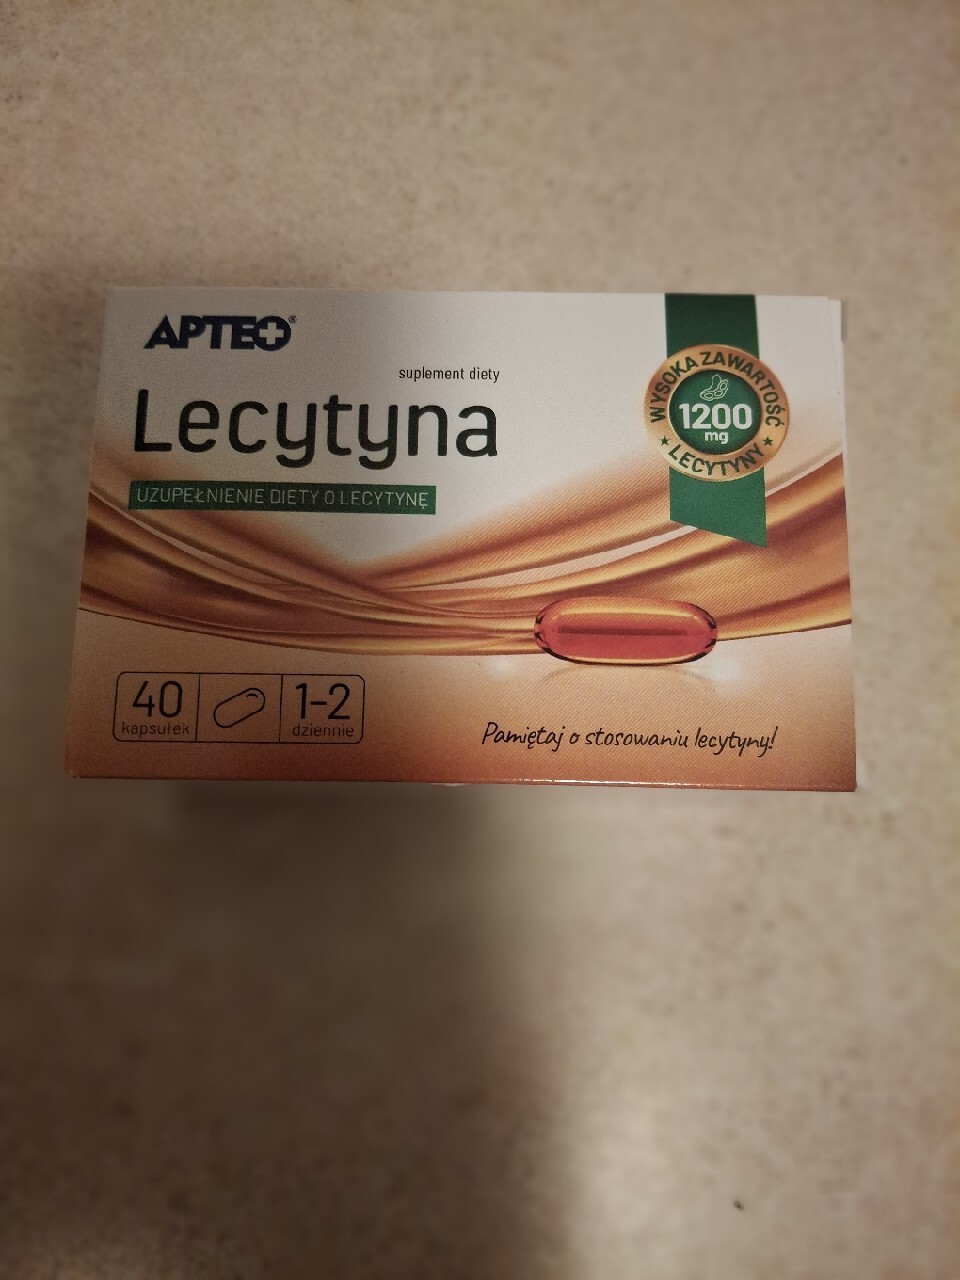 APTEO®
suplement diety
Lecytyna
UZUPEŁNIENIE DIETY O LECYTYNĘ
WYSOKA ZAWARTOŚĆ
1200
mg
LECYTYNY
40
kapsułek
1-2
dziennie
Pamiętaj o stosowaniu lecytyny!